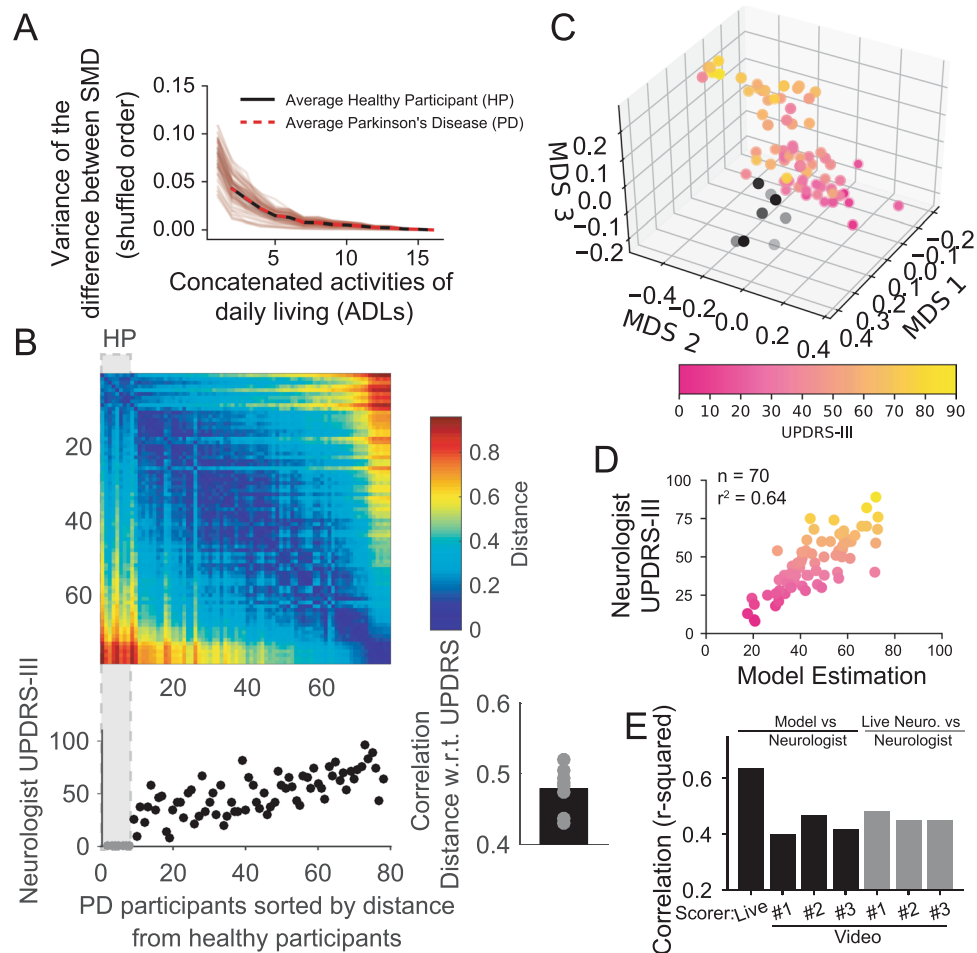 A
Variance of the
difference between SMD
(shuffled order)
0.15
0.10
0.05
0.00
Average Healthy Participant (HP)
Average Parkinson's Disease (PD)
5
10
15
Concatenated activities of
daily living (ADLs)
B
HP
20
40
60
20
40
60
0.8
0.6
0.4
0.2
0
Distance
Neurologist UPDRS-III
100
50
0
0
20
40
60
80
PD participants sorted by distance
from healthy participants
Correlation
Distance w.r.t. UPDRS
0.6
0.5
0.4
C
MDS 3
0.2
0.1
0.0
-0.1
-0.2
MDS 2
-0.4
-0.2
0.0
0.2
0.4
MDS 1
-0.2
-0.1
0.0
0.1
0.2
0.3
0.4
0 10 20 30 40 50 60 70 80 90
UPDRS-III
D
n = 70
r² = 0.64
Neurologist
UPDRS-III
100
75
50
25
0
0
20
40
60
80
100
Model Estimation
E
Model vs
Neurologist
Live Neuro. vs
Neurologist
Correlation (r-squared)
0.6
0.4
0.2
Scorer: Live #1 #2 #3 #1 #2 #3
Video